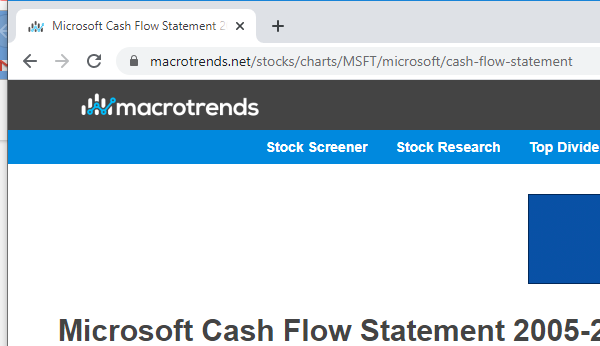 Microsoft Cash Flow Statement 2
macrotrends.net/stocks/charts/MSFT/microsoft/cash-flow-statement
macrotrends
Stock Screener Stock Research Top Divide
Microsoft Cash Flow Statement 2005-2